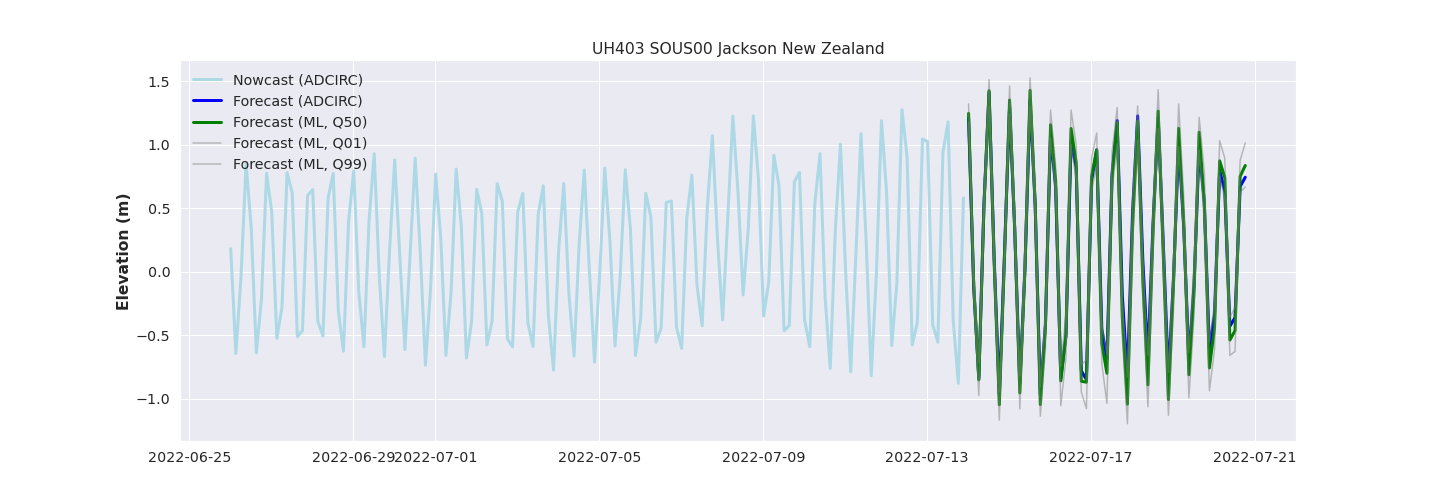 UH403 SOUS00 Jackson New Zealand
Nowcast (ADCIRC)
Forecast (ADCIRC)
Forecast (ML, Q50)
Forecast (ML, Q01)
Forecast (ML, Q99)
Elevation (m)
1.5
1.0
0.5
0.0
−0.5
−1.0
2022-06-25 2022-06-29 2022-07-01 2022-07-05 2022-07-09 2022-07-13 2022-07-17 2022-07-21